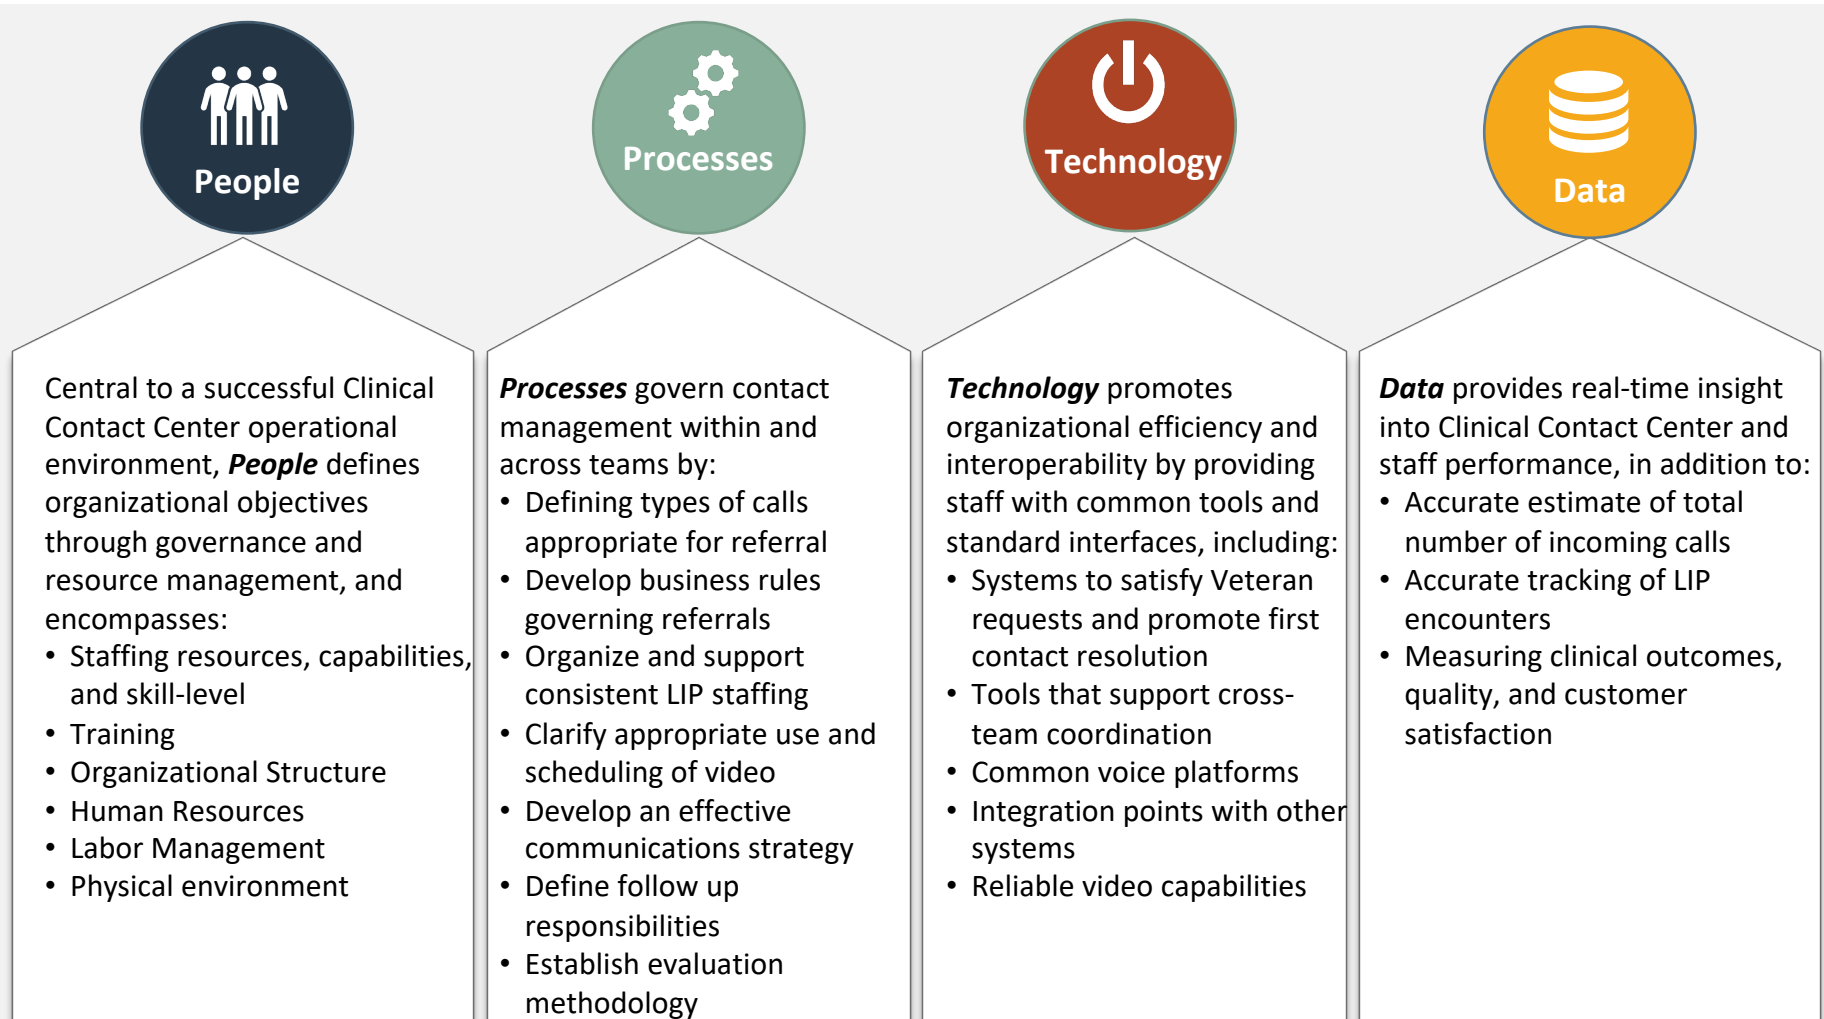 People
Central to a successful Clinical
Contact Center operational
environment, People defines
organizational objectives
through governance and
resource management, and
encompasses:
• Staffing resources, capabilities,
and skill-level
• Training
• Organizational Structure
• Human Resources
• Labor Management
• Physical environment
Processes
Processes govern contact
management within and
across teams by:
• Defining types of calls
appropriate for referral
• Develop business rules
governing referrals
• Organize and support
consistent LIP staffing
• Clarify appropriate use and
scheduling of video
• Develop an effective
communications strategy
• Define follow up
responsibilities
• Establish evaluation
methodology
Technology
Technology promotes
organizational efficiency and
interoperability by providing
staff with common tools and
standard interfaces, including:
• Systems to satisfy Veteran
requests and promote first
contact resolution
• Tools that support cross-
team coordination
• Common voice platforms
• Integration points with other
systems
• Reliable video capabilities
Data
Data provides real-time insight
into Clinical Contact Center and
staff performance, in addition to:
• Accurate estimate of total
number of incoming calls
• Accurate tracking of LIP
encounters
• Measuring clinical outcomes,
quality, and customer
satisfaction